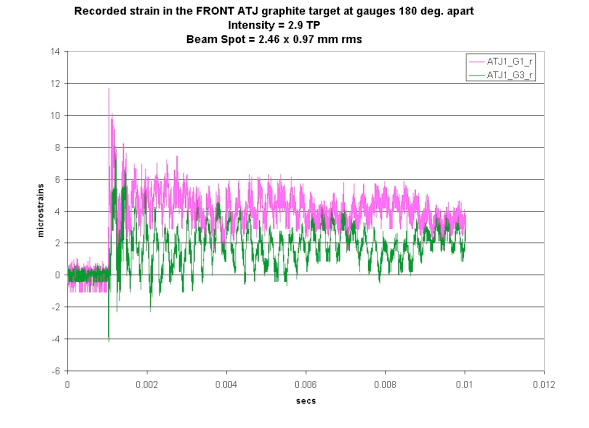 Recorded strain in the FRONT ATJ graphite target at gauges 180 deg. apart
Intensity = 2.9 TP
Beam Spot = 2.46 x 0.97 mm rms
ATJ1_G1_r
ATJ1_G3_r
14
12
10
8
6
4
2
0
-2
-4
-6
microstrains
0
0.002
0.004
0.006
0.008
0.01
0.012
secs